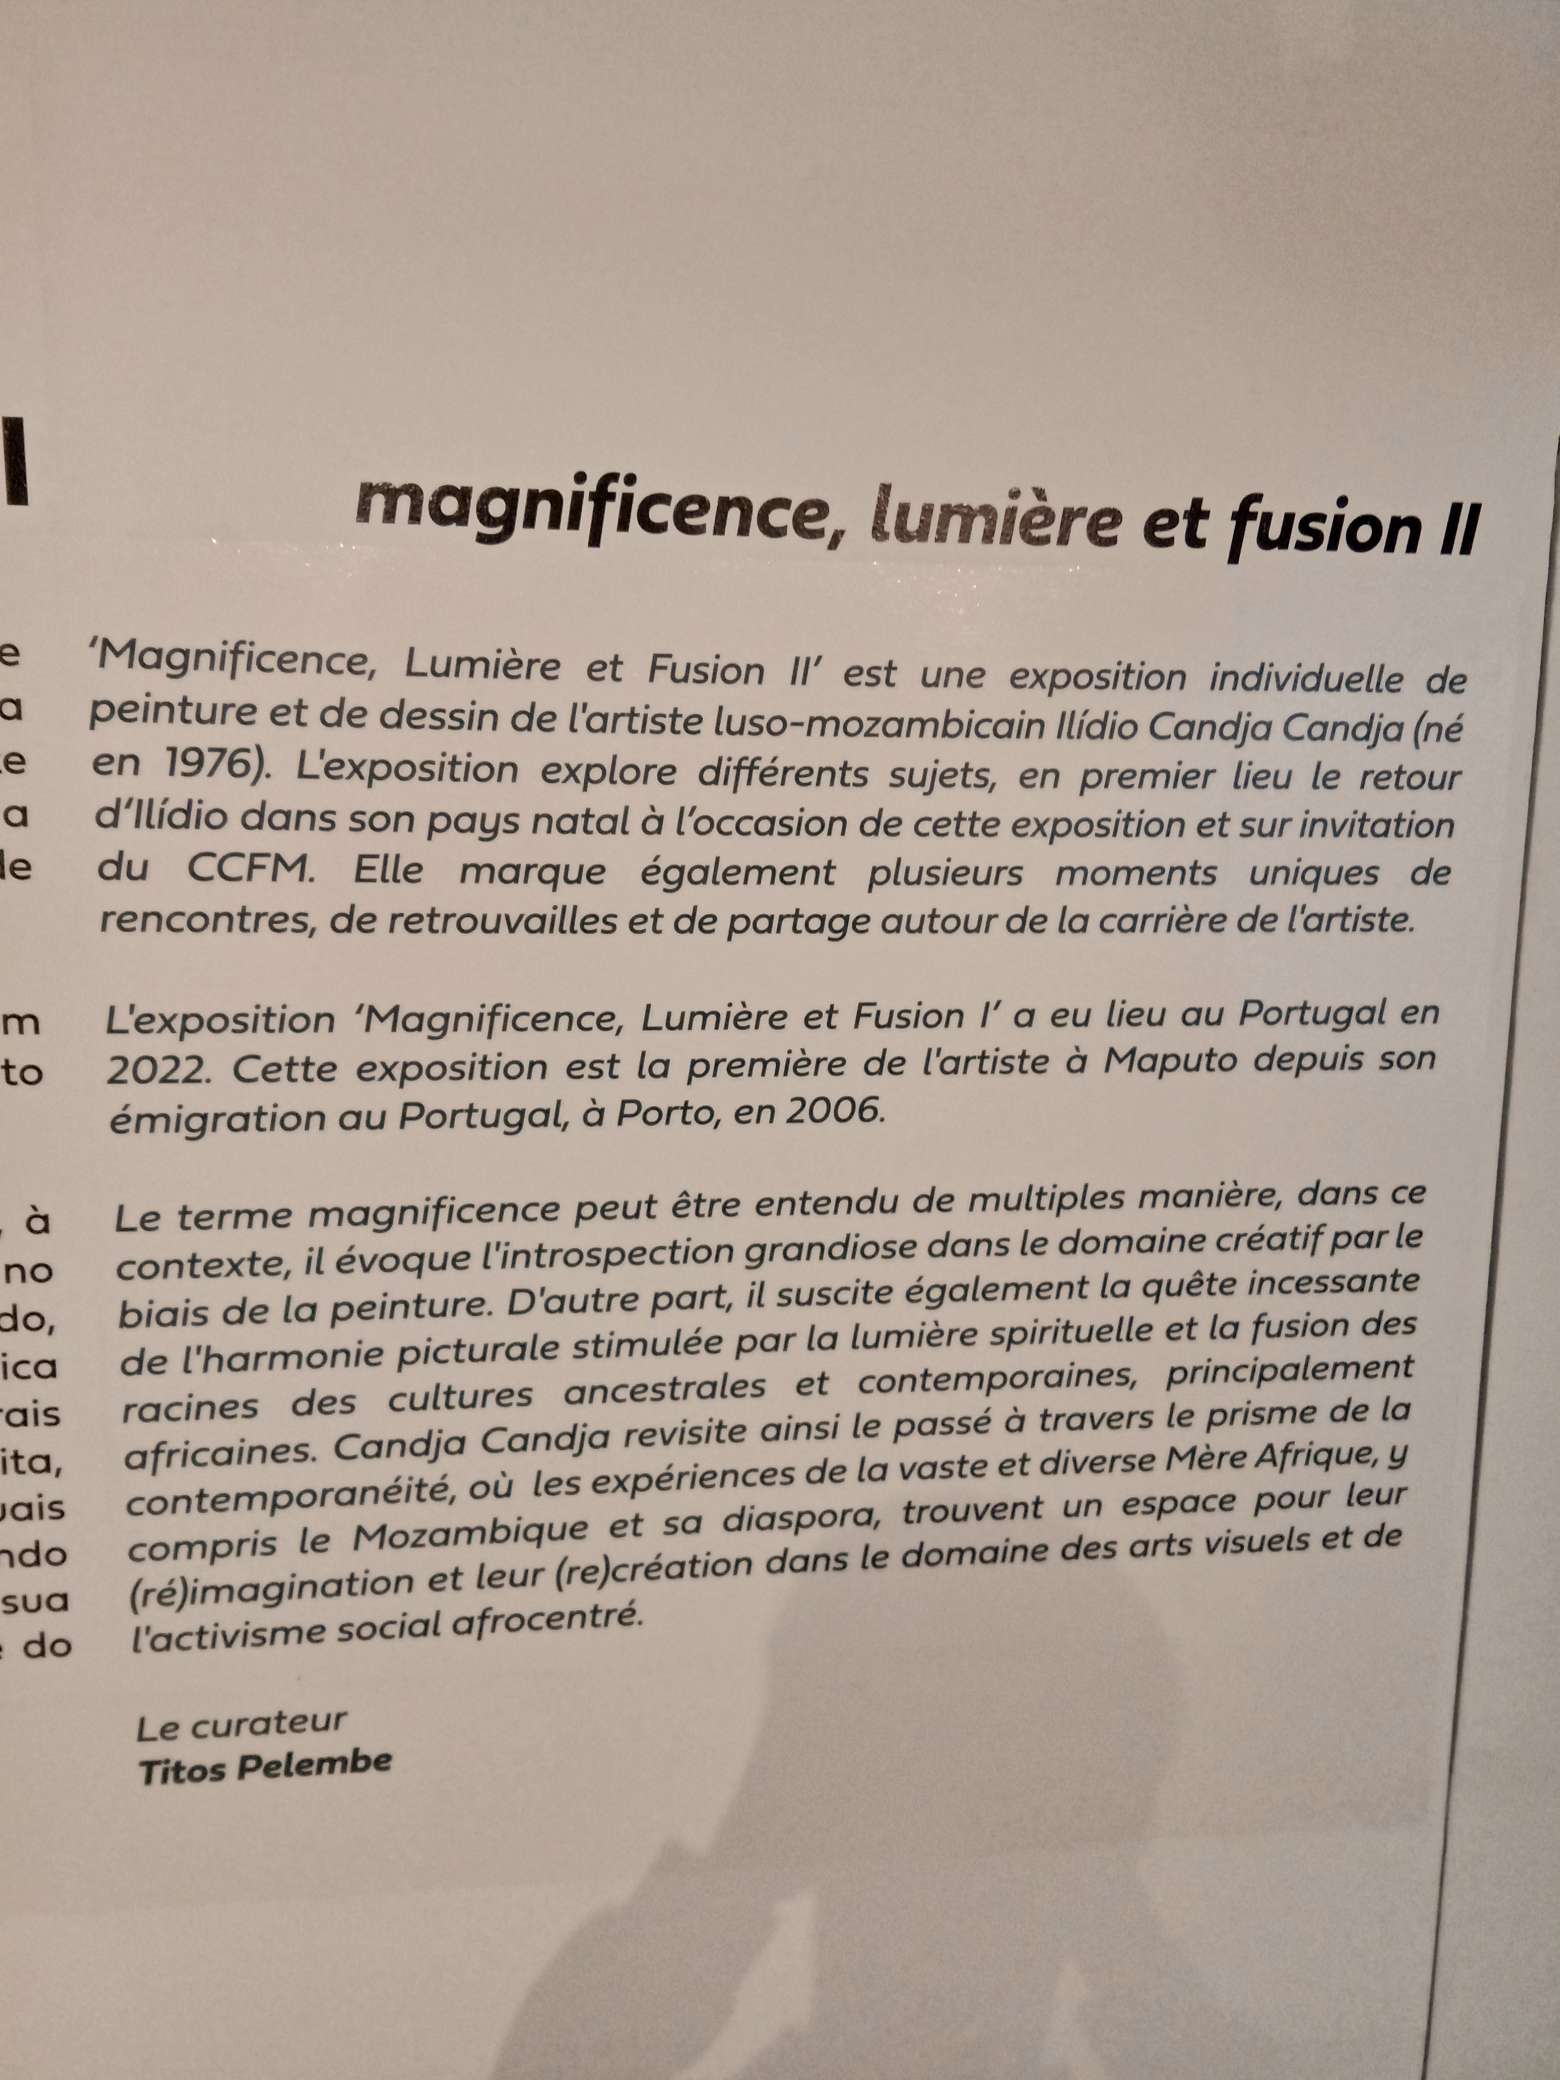 I
magnificence, lumière et fusion II
e
a
le
a
le
m
to
, à
no
do,
ica
rais
ita,
uais
ndo
sua
e do
‘Magnificence, Lumière et Fusion II’ est une exposition individuelle de
peinture et de dessin de l'artiste luso-mozambicain Ilídio Candja Candja (né
en 1976). L'exposition explore différents sujets, en premier lieu le retour
d’Ilídio dans son pays natal à l’occasion de cette exposition et sur invitation
du CCFM. Elle marque également plusieurs moments uniques de
rencontres, de retrouvailles et de partage autour de la carrière de l'artiste.
L'exposition ‘Magnificence, Lumière et Fusion I’ a eu lieu au Portugal en
2022. Cette exposition est la première de l'artiste à Maputo depuis son
émigration au Portugal, à Porto, en 2006.
Le terme magnificence peut être entendu de multiples manière, dans ce
contexte, il évoque l'introspection grandiose dans le domaine créatif par le
biais de la peinture. D'autre part, il suscite également la quête incessante
de l'harmonie picturale stimulée par la lumière spirituelle et la fusion des
racines des cultures ancestrales et contemporaines, principalement
africaines. Candja Candja revisite ainsi le passé à travers le prisme de la
contemporanéité, où les expériences de la vaste et diverse Mère Afrique, y
compris le Mozambique et sa diaspora, trouvent un espace pour leur
(ré)imagination et leur (re)création dans le domaine des arts visuels et de
l'activisme social afrocentré.
Le curateur
Titos Pelembe